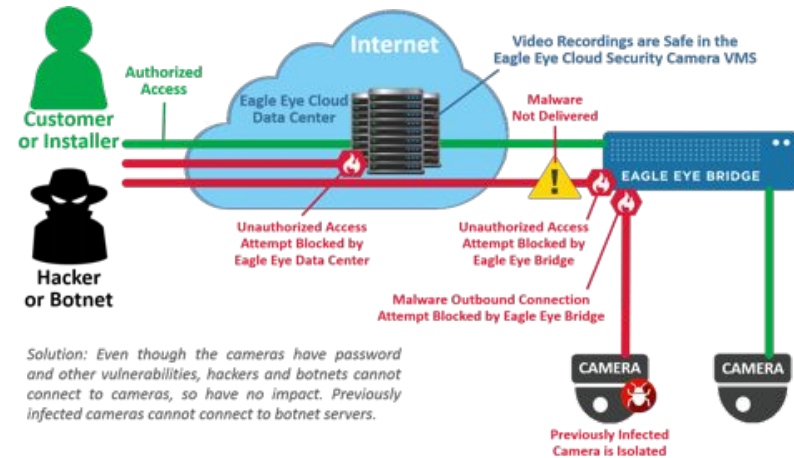 Internet
Video Recordings are Safe in the
Eagle Eye Cloud Security Camera VMS
Authorized
Access
Customer
or Installer
Eagle Eye Cloud
Data Center
Malware
Not Delivered
!
EAGLE EYE BRIDGE
Hacker
or Botnet
Unauthorized Access
Attempt Blocked by
Eagle Eye Data Center
Unauthorized Access
Attempt Blocked by
Eagle Eye Bridge
Malware Outbound Connection
Attempt Blocked by Eagle Eye Bridge
Solution: Even though the cameras have password
and other vulnerabilities, hackers and botnets cannot
connect to cameras, so have no impact. Previously
infected cameras cannot connect to botnet servers.
CAMERA
CAMERA
Previously Infected
Camera is Isolated